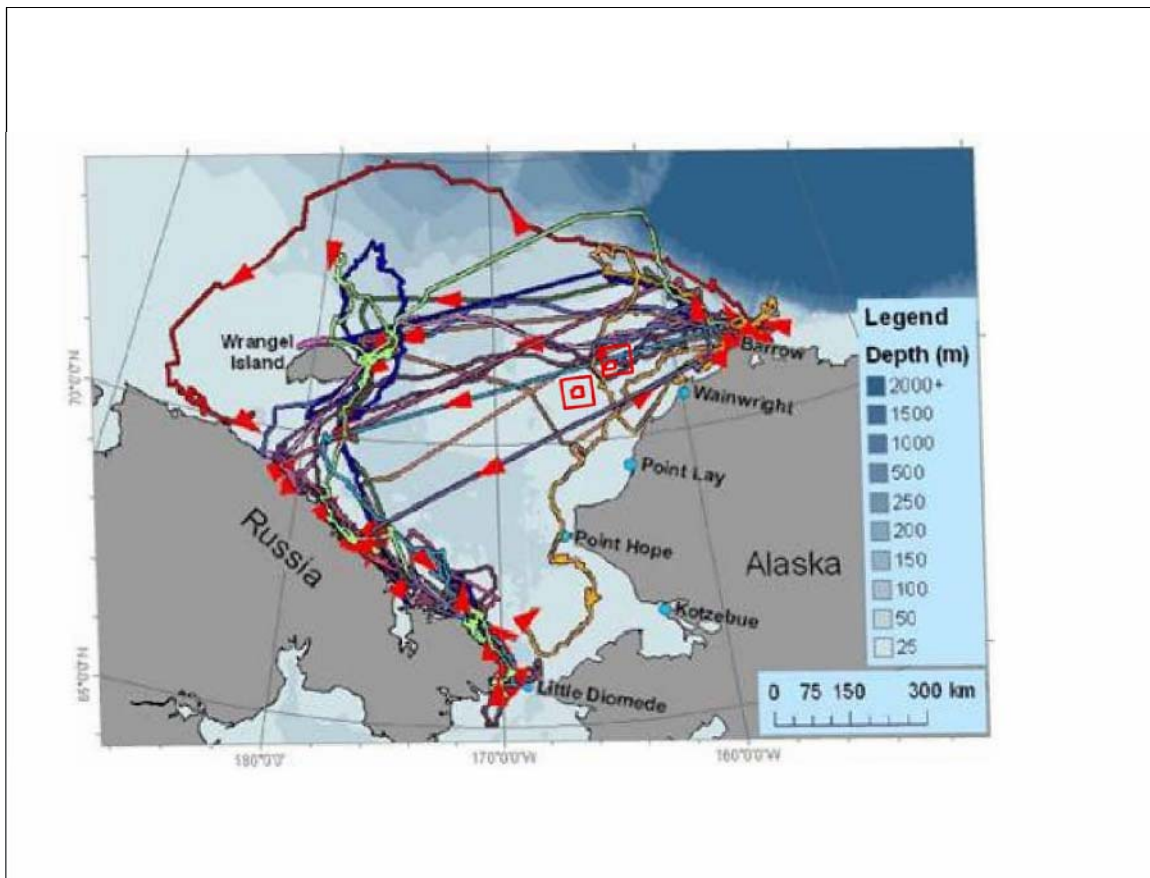 Wrangel
Island
Barrow
Wainwright
Point Lay
Point Hope
Kotzebue
Little Diomede
Russia
Alaska
Legend
Depth (m)
2000+
1500
1000
500
250
200
150
100
50
25
0 75 150 300 km
70°0'0"N
65°0'0"N
180°0'0"
170°0'0"W
160°0'0"W